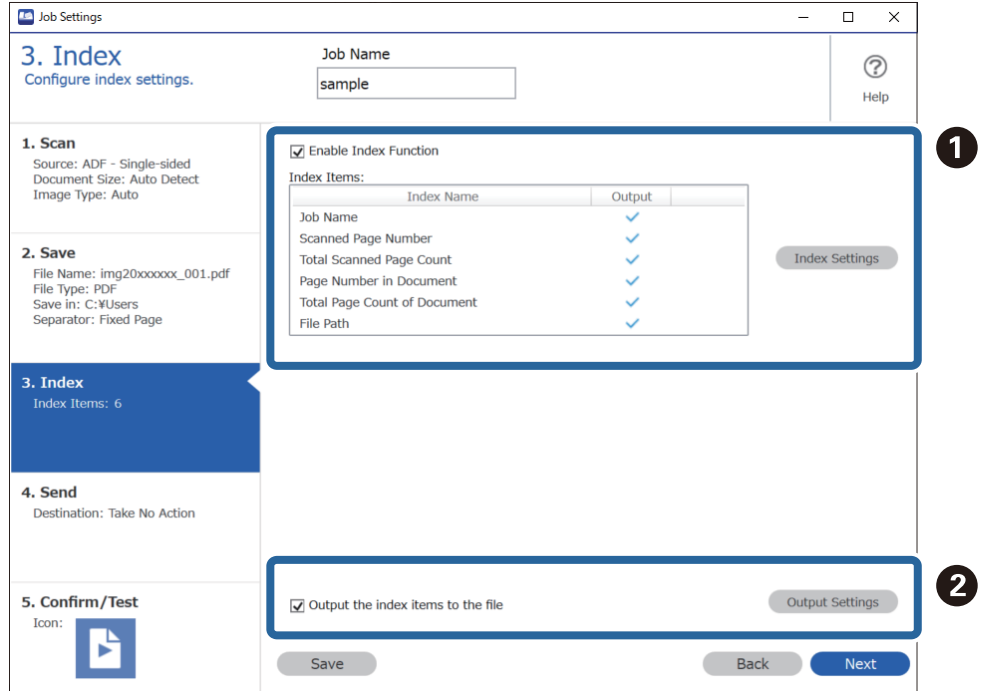 Job Settings
3. Index
Configure index settings.
Job Name
sample
Help
1. Scan
Source: ADF - Single-sided
Document Size: Auto Detect
Image Type: Auto
2. Save
File Name: img20xxxxxx_001.pdf
File Type: PDF
Save in: C:¥Users
Separator: Fixed Page
3. Index
Index Items: 6
4. Send
Destination: Take No Action
5. Confirm/Test
Icon:
1
Enable Index Function
Index Items:
Index Name Output
Job Name
Scanned Page Number
Total Scanned Page Count
Page Number in Document
Total Page Count of Document
File Path
Index Settings
2
Output the index items to the file
Output Settings
Save Back Next